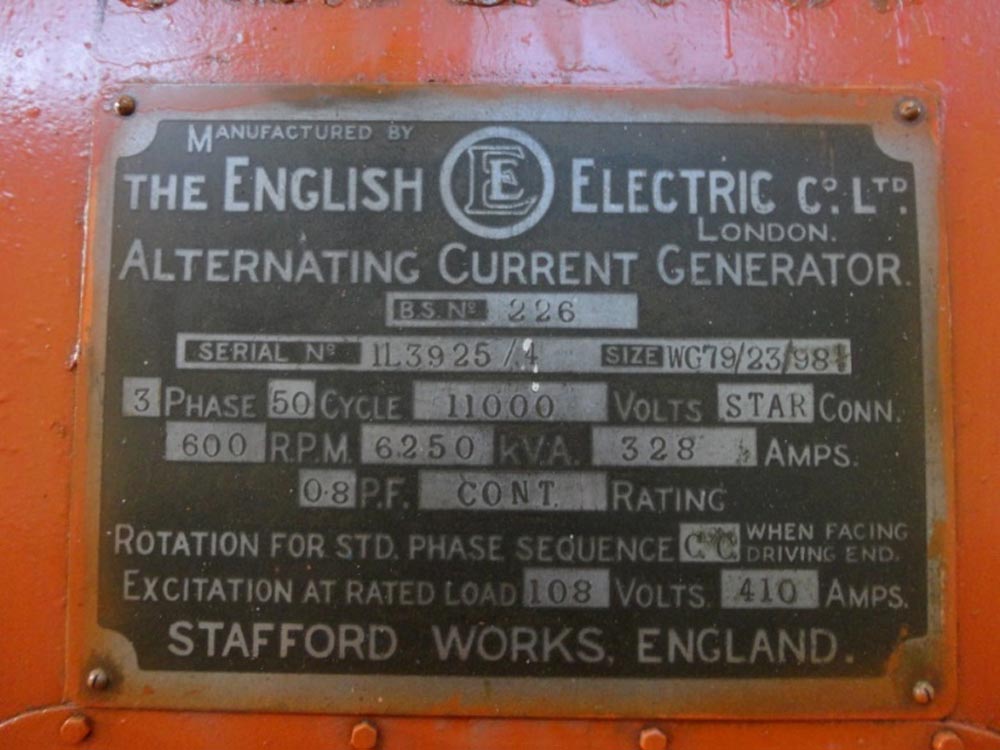 MANUFACTURED BY
THE ENGLISH EE ELECTRIC Co. LTD.
LONDON.
ALTERNATING CURRENT GENERATOR.
B.S. No 226
SERIAL No 1L3925/4 SIZE WG79/23/98
3 PHASE 50 CYCLE 11000 VOLTS STAR CONN.
600 R.P.M. 6250 kVA. 328 AMPS.
0.8 P.F. CONT. RATING
ROTATION FOR STD. PHASE SEQUENCE WHEN FACING
DRIVING END.
EXCITATION AT RATED LOAD 108 VOLTS. 410 AMPS.
STAFFORD WORKS, ENGLAND.